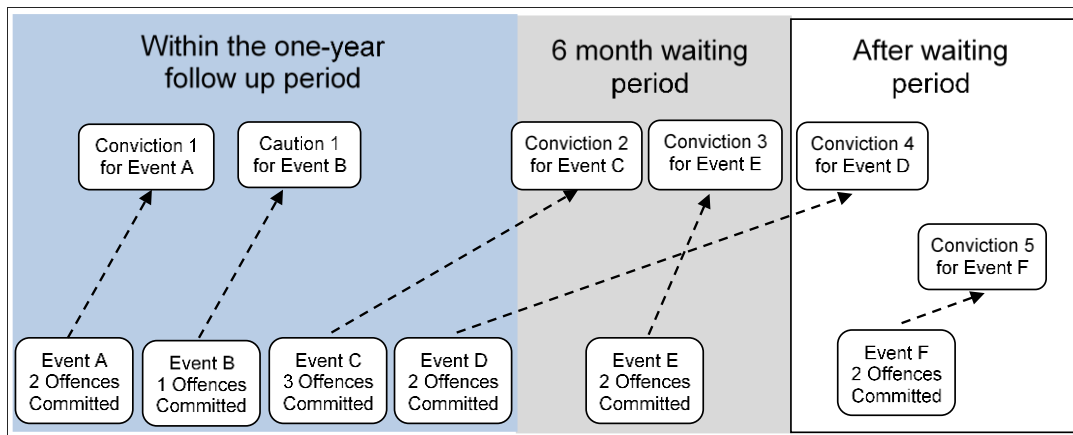 Within the one-year
follow up period
6 month waiting
period
After waiting
period
Conviction 1
for Event A
Caution 1
for Event B
Conviction 2
for Event C
Conviction 3
for Event E
Conviction 4
for Event D
Conviction 5
for Event F
Event A
2 Offences
Committed
Event B
1 Offences
Committed
Event C
3 Offences
Committed
Event D
2 Offences
Committed
Event E
2 Offences
Committed
Event F
2 Offences
Committed